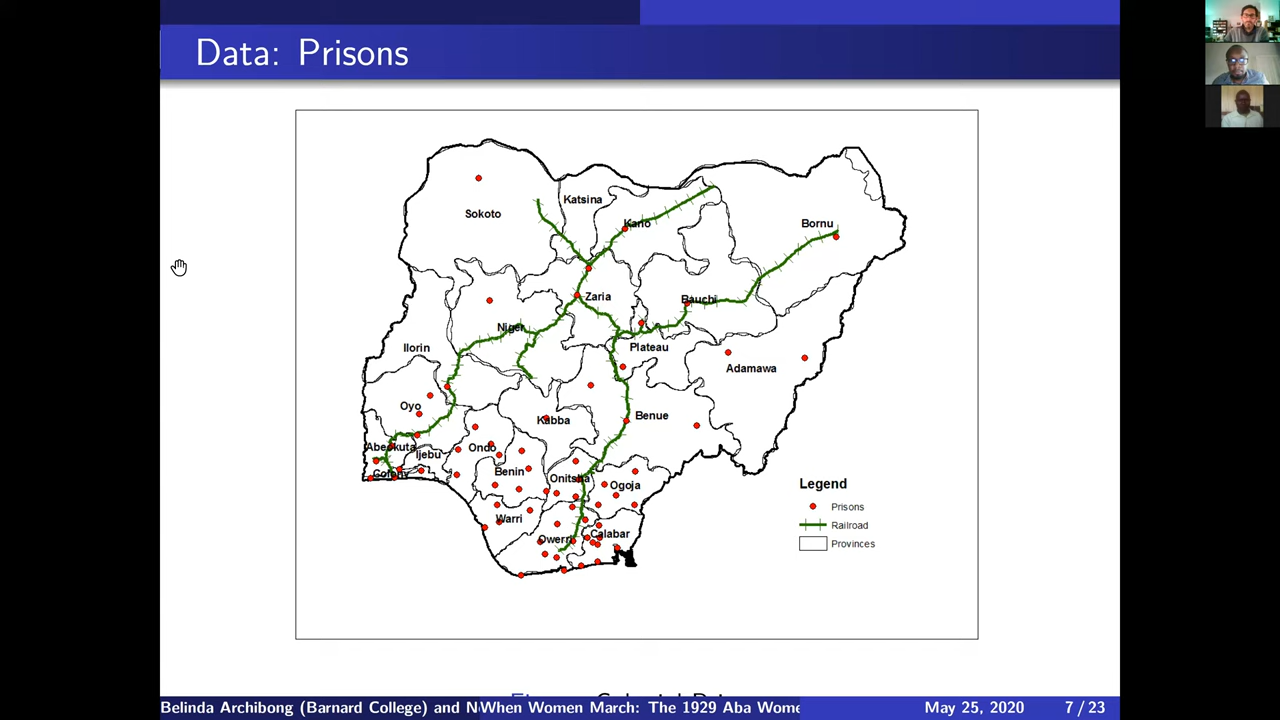 Data: Prisons
Katsina
Sokoto
Kano
Bornu
Zaria
Bauchi
Niger
Ilorin
Plateau
Adamawa
Oyo
Kabba
Benue
Abeokuta
Ijebu
Ondo
Colony
Benin
Onitsha
Ogoja
Warri
Owerri
Calabar
Legend
Prisons
Railroad
Provinces
Belinda Archibong (Barnard College) and N When Women March: The 1929 Aba Wome May 25, 2020 7 / 23